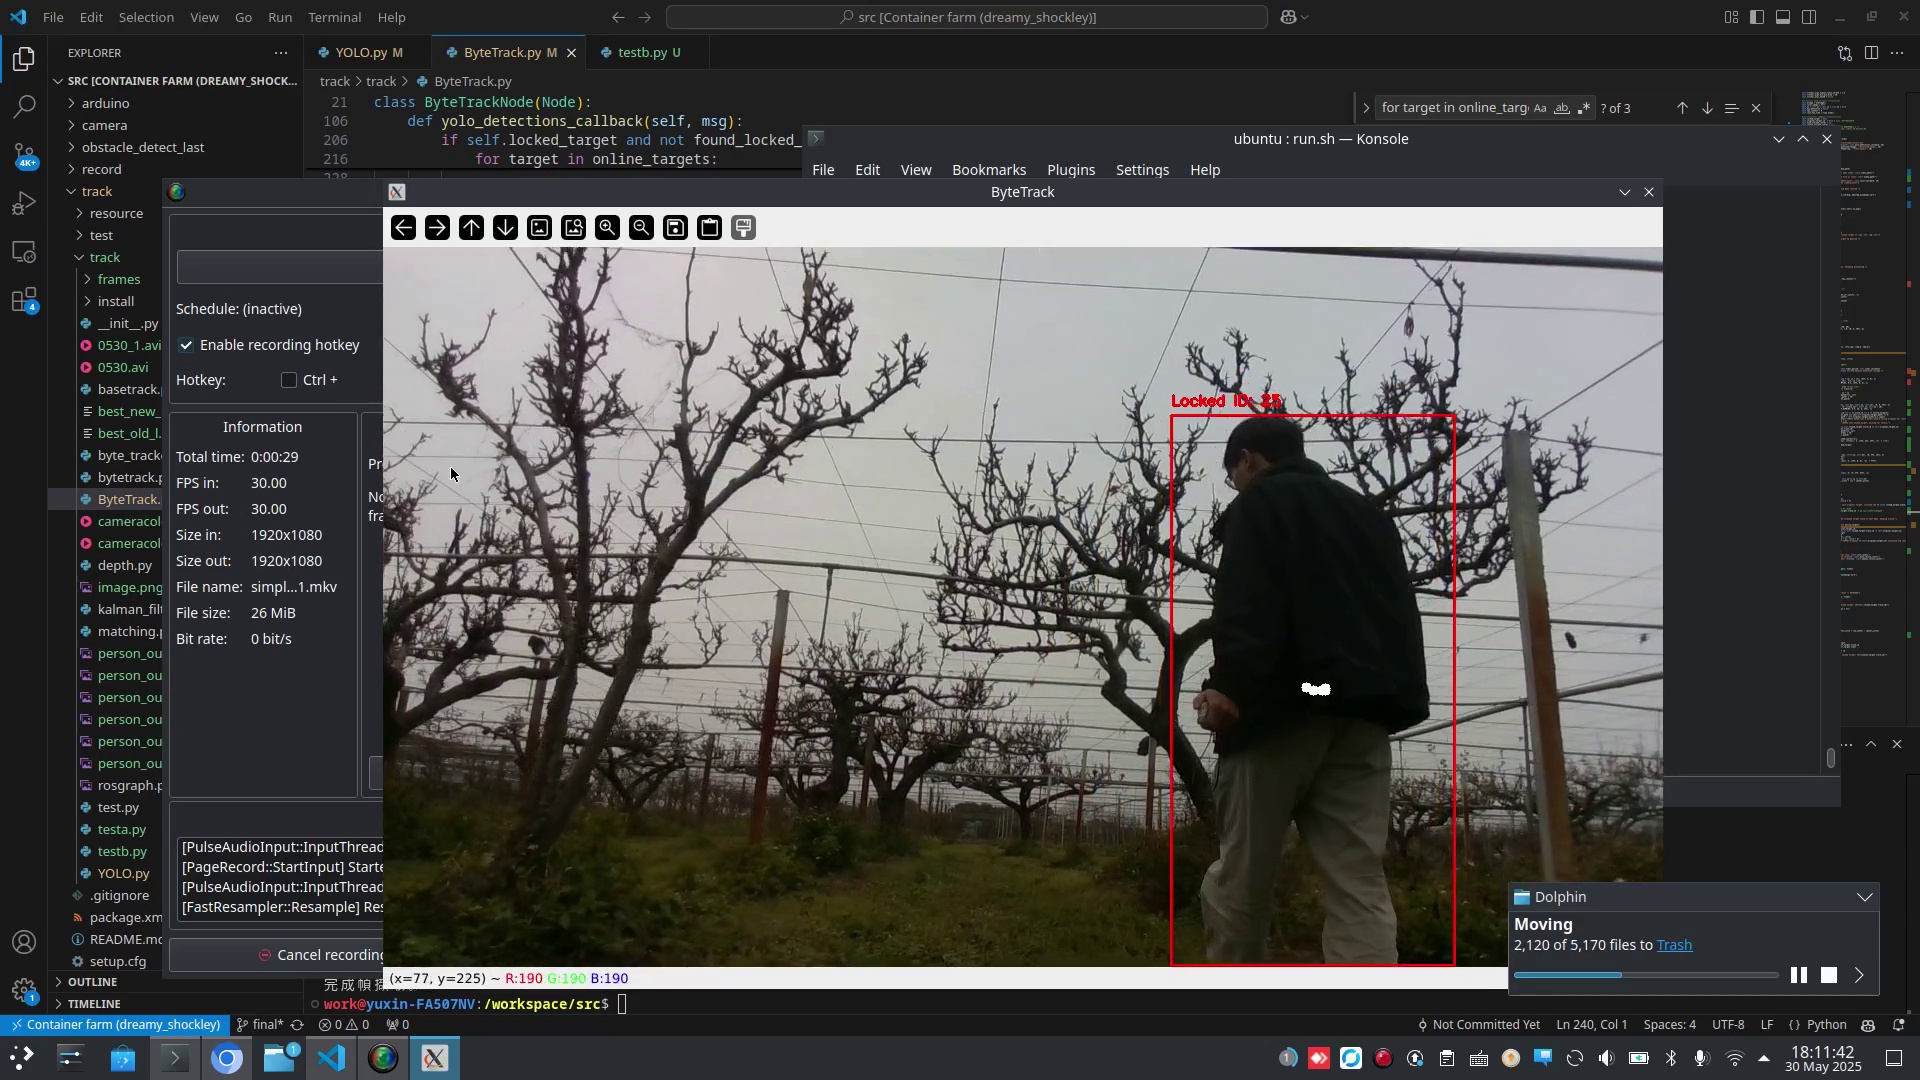 File Edit Selection View Go Run Terminal Help
src [Container farm (dreamy_shockley)]
EXPLORER
YOLO.py M
ByteTrack.py M
testb.py U
SRC [CONTAINER FARM (DREAMY_SHOCK...
track > track > ByteTrack.py
arduino
camera
obstacle_detect_last
record
track
resource
test
track
frames
install
__init__.py
0530_1.avi
0530.avi
basetrack.
best_new_
best_old_l.
byte_track
bytetrack.p
ByteTrack.
cameracol
cameracol
depth.py
image.png
kalman_filt
matching.p
person_ou
person_ou
person_ou
person_ou
person_ou
person_ou
rosgraph.p
test.py
testa.py
testb.py
YOLO.py
.gitignore
package.xm
README.md
setup.cfg
OUTLINE
TIMELINE
21 class ByteTrackNode(Node):
106 def yolo_detections_callback(self, msg):
206 if self.locked_target and not found_locked_
216 for target in online_targets:
for target in online_targ
Aa ab .*
? of 3
ubuntu : run.sh — Konsole
File Edit View Bookmarks Plugins Settings Help
ByteTrack
Schedule: (inactive)
Enable recording hotkey
Hotkey: Ctrl +
Information
Total time: 0:00:29
FPS in: 30.00
FPS out: 30.00
Size in: 1920x1080
Size out: 1920x1080
File name: simpl...1.mkv
File size: 26 MiB
Bit rate: 0 bit/s
Pr
No
fra
[PulseAudioInput::InputThread
[PageRecord::StartInput] Starte
[PulseAudioInput::InputThread
[FastResampler::Resample] Res
Cancel recording
Locked ID: 25
(x=77, y=225) ~ R:190 G:190 B:190
work@yuxin-FA507NV:/workspace/src$
Dolphin
Moving
2,120 of 5,170 files to Trash
4K+
4
1
Container farm (dreamy_shockley)
final*
0 0
0
Not Committed Yet
Ln 240, Col 1
Spaces: 4
UTF-8
LF
{} Python
1
1
18:11:42
30 May 2025